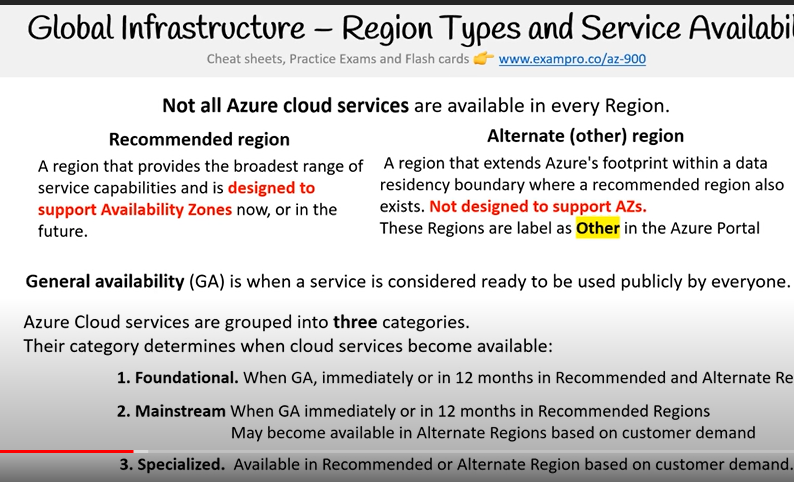 Global Infrastructure – Region Types and Service Availabi
Cheat sheets, Practice Exams and Flash cards 👉 www.exampro.co/az-900
Not all Azure cloud services are available in every Region.
Recommended region
A region that provides the broadest range of
service capabilities and is designed to
support Availability Zones now, or in the
future.
Alternate (other) region
A region that extends Azure's footprint within a data
residency boundary where a recommended region also
exists. Not designed to support AZs.
These Regions are label as Other in the Azure Portal
General availability (GA) is when a service is considered ready to be used publicly by everyone.
Azure Cloud services are grouped into three categories.
Their category determines when cloud services become available:
1. Foundational. When GA, immediately or in 12 months in Recommended and Alternate Re
2. Mainstream When GA immediately or in 12 months in Recommended Regions
May become available in Alternate Regions based on customer demand
3. Specialized. Available in Recommended or Alternate Region based on customer demand.